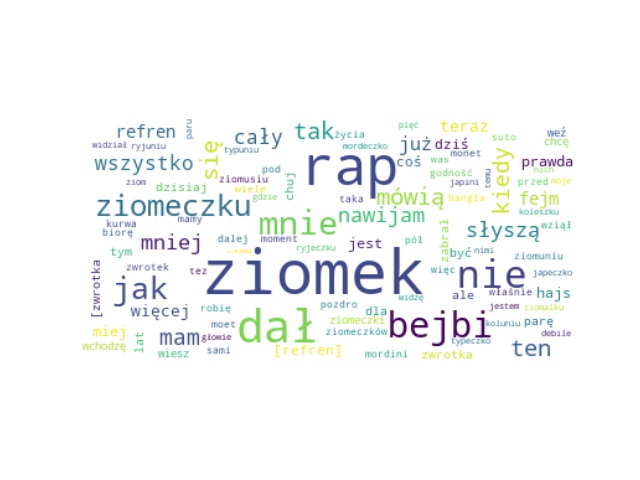 paru
refren
cały
tak
życia
pięć
teraz
suto
weź
chcę
widział
ryjuniu
typuniu
mordeczko
już
dziś
coś
was
monet
prawda
wszystko
się
pod
rap
godność
japini
temu
nich
ziom
dzisiaj
ziomusiu
wiele
gdzie
chuj
taka
mówią
bangla
kiedy
przed
moje
fejm
koleszku
ziomeczku
mnie
nawijam
słyszą
wziął
kurwa
biorę
mamy
mniej
dalej
moment
ryjeczko
jest
pół
zabrał
być
nimi
ziomuniu
tym
[zwrotka
zwrotek
też
ziomek
więc
nie
japeczko
jak
więcej
robię
pozdro
widzę
dla
ale
właśnie
hajs
jestem
ziomalku
miej
wchodzę
lat
mam
wiesz
głowie
moet
sami
dał
ziomeczki
ziomeczków
bejbi
koluniu
parę
debile
typeczko
ten
[refren]
mordini
zwrotka